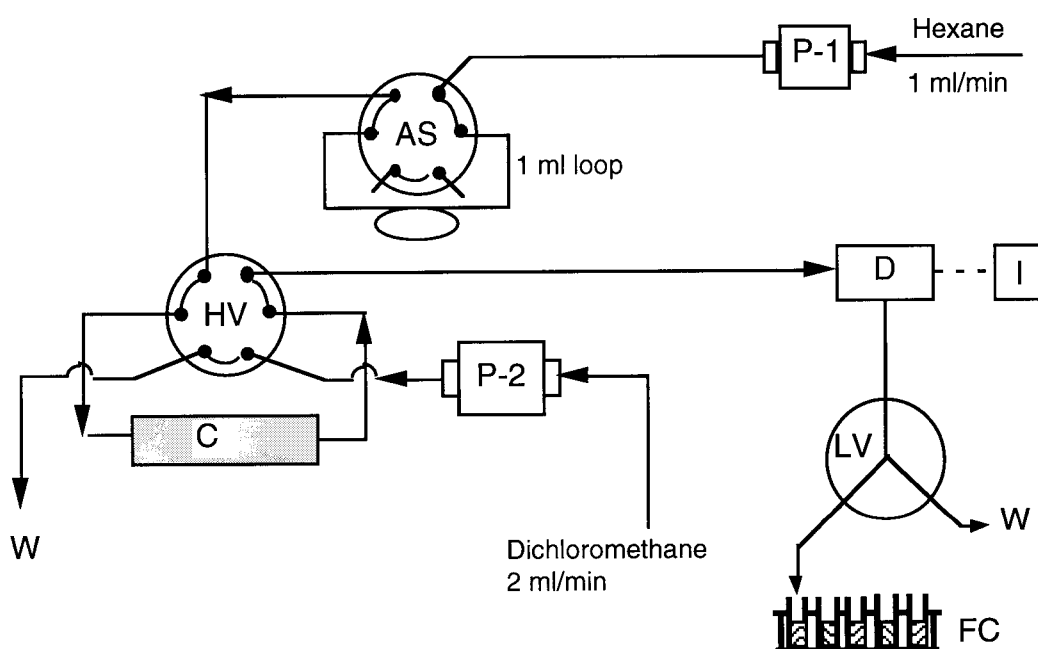 Hexane
P-1
1 ml/min
AS
1 ml loop
D
I
HV
P-2
C
LV
W
W
Dichloromethane
2 ml/min
FC